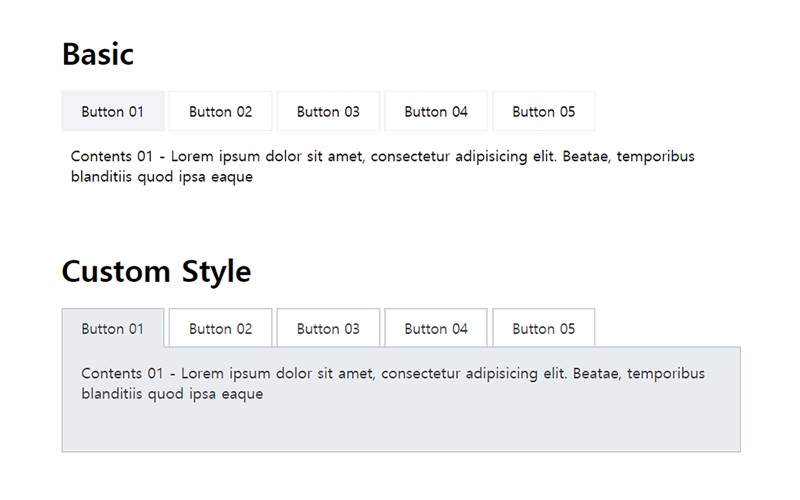 Basic
Button 01 Button 02 Button 03 Button 04 Button 05
Contents 01 - Lorem ipsum dolor sit amet, consectetur adipisicing elit. Beatae, temporibus
blanditiis quod ipsa eaque
Custom Style
Button 01 Button 02 Button 03 Button 04 Button 05
Contents 01 - Lorem ipsum dolor sit amet, consectetur adipisicing elit. Beatae, temporibus
blanditiis quod ipsa eaque